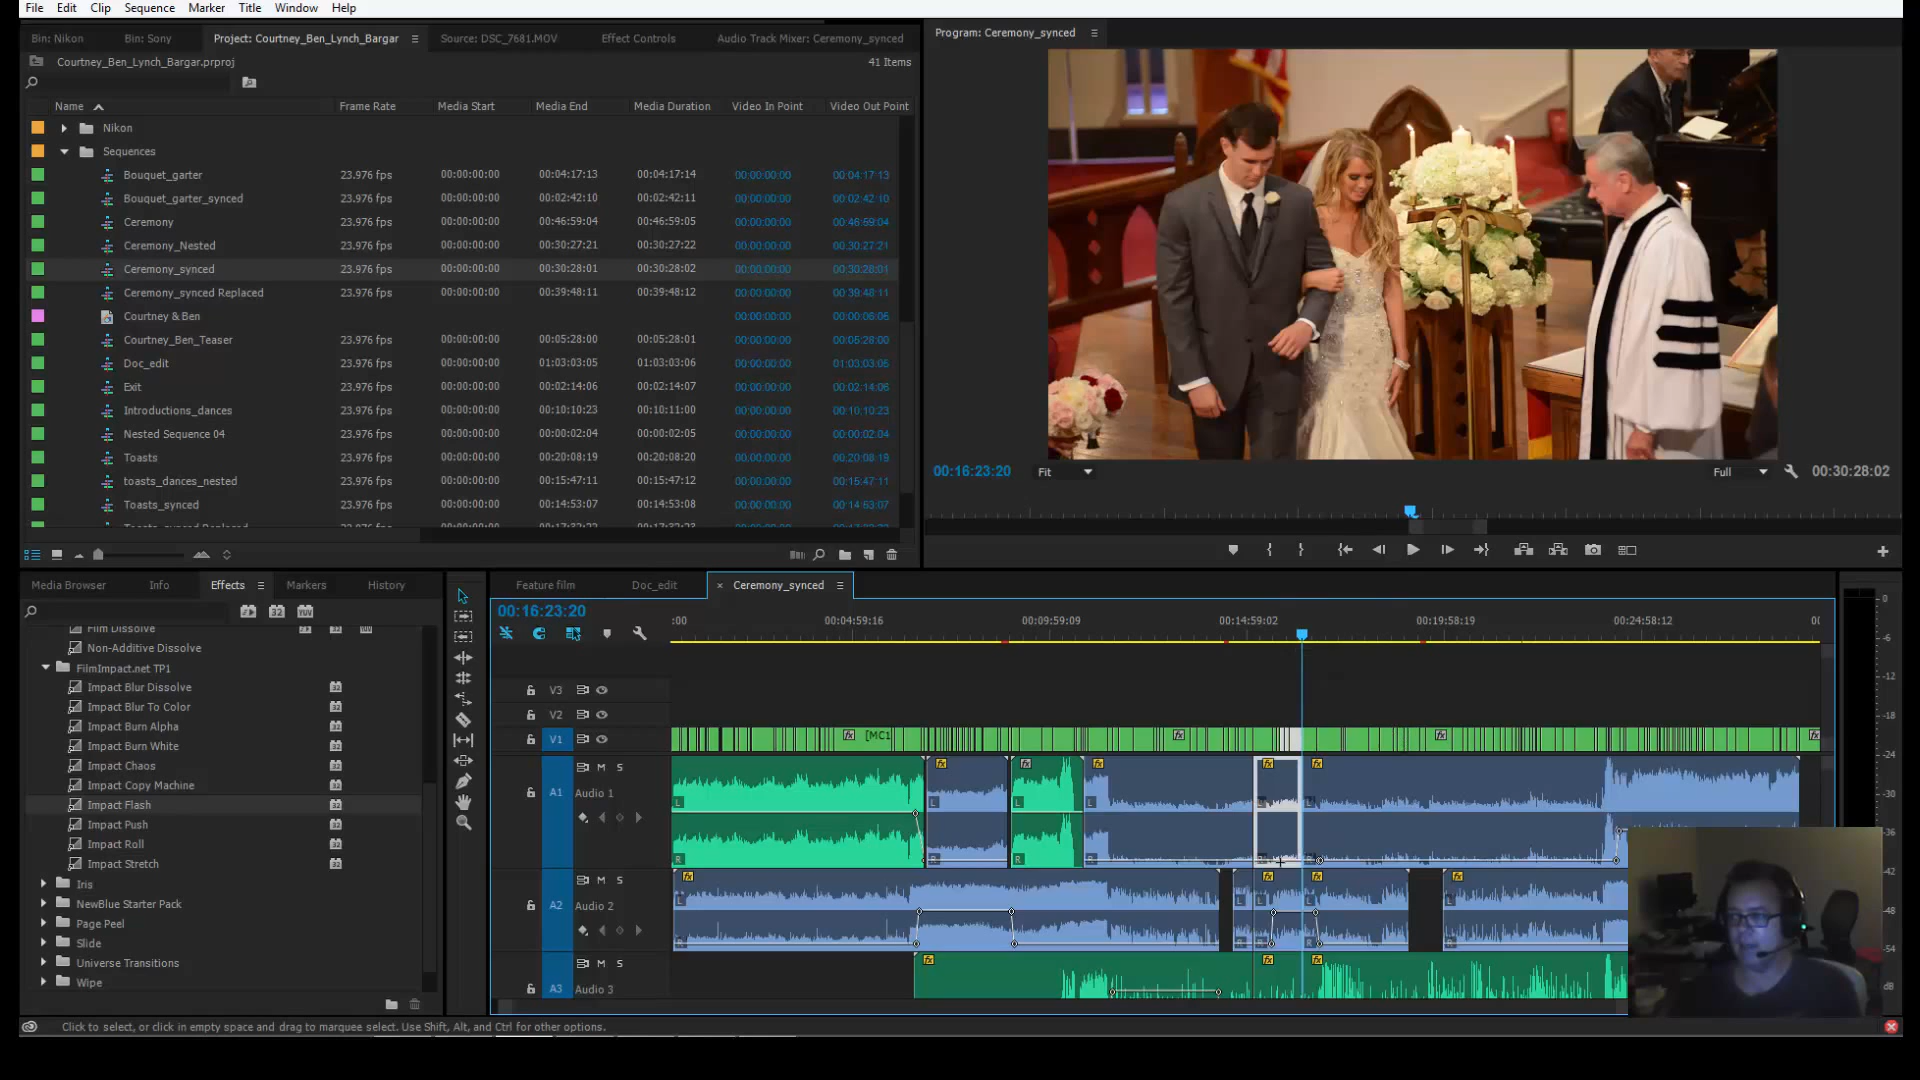 File Edit Clip Sequence Marker Title Window Help
Bin: Nikon Bin: Sony Project: Courtney_Ben_Lynch_Bargar Source: DSC_7681.MOV Effect Controls Audio Track Mixer: Ceremony_synced
Program: Ceremony_synced
Courtney_Ben_Lynch_Bargar.prproj 41 Items
Name Frame Rate Media Start Media End Media Duration Video In Point Video Out Point
Nikon
Sequences
Bouquet_garter 23.976 fps 00:00:00:00 00:04:17:13 00:04:17:14 00:00:00:00 00:04:17:13
Bouquet_garter_synced 23.976 fps 00:00:00:00 00:02:42:10 00:02:42:11 00:00:00:00 00:02:42:10
Ceremony 23.976 fps 00:00:00:00 00:46:59:04 00:46:59:05 00:00:00:00 00:46:59:04
Ceremony_Nested 23.976 fps 00:00:00:00 00:30:27:21 00:30:27:22 00:00:00:00 00:30:27:21
Ceremony_synced 23.976 fps 00:00:00:00 00:30:28:01 00:30:28:02 00:00:00:00 00:30:28:01
Ceremony_synced Replaced 23.976 fps 00:00:00:00 00:39:48:11 00:39:48:12 00:00:00:00 00:39:48:11
Courtney & Ben 00:00:00:00 00:00:06:05
Courtney_Ben_Teaser 23.976 fps 00:00:00:00 00:05:28:00 00:05:28:01 00:00:00:00 00:05:28:00
Doc_edit 23.976 fps 00:00:00:00 01:03:03:05 01:03:03:06 00:00:00:00 01:03:03:05
Exit 23.976 fps 00:00:00:00 00:02:14:06 00:02:14:07 00:00:00:00 00:02:14:06
Introductions_dances 23.976 fps 00:00:00:00 00:10:10:23 00:10:11:00 00:00:00:00 00:10:10:23
Nested Sequence 04 23.976 fps 00:00:00:00 00:00:02:04 00:00:02:05 00:00:00:00 00:00:02:04
Toasts 23.976 fps 00:00:00:00 00:20:08:19 00:20:08:20 00:00:00:00 00:20:08:19
toasts_dances_nested 23.976 fps 00:00:00:00 00:15:47:11 00:15:47:12 00:00:00:00 00:15:47:11
Toasts_synced 23.976 fps 00:00:00:00 00:14:53:07 00:14:53:08 00:00:00:00 00:14:53:07
00:16:23:20 Fit Full 00:30:28:02
Media Browser Info Effects Markers History
Feature film Doc_edit × Ceremony_synced
00:16:23:20
:00 00:04:59:16 00:09:59:09 00:14:59:02 00:19:58:19 00:24:58:12
Film Dissolve
Non-Additive Dissolve
FilmImpact.net TP1
Impact Blur Dissolve
Impact Blur To Color
Impact Burn Alpha
Impact Burn White
Impact Chaos
Impact Copy Machine
Impact Flash
Impact Push
Impact Roll
Impact Stretch
Iris
NewBlue Starter Pack
Page Peel
Slide
Universe Transitions
Wipe
V3
V2
V1 [MC1
A1 M S
Audio 1
A2 M S
Audio 2
A3 M S
Audio 3
0
-6
-12
-18
-24
-30
-36
-42
-48
-54
dB
Click to select, or click in empty space and drag to marquee select. Use Shift, Alt, and Ctrl for other options.